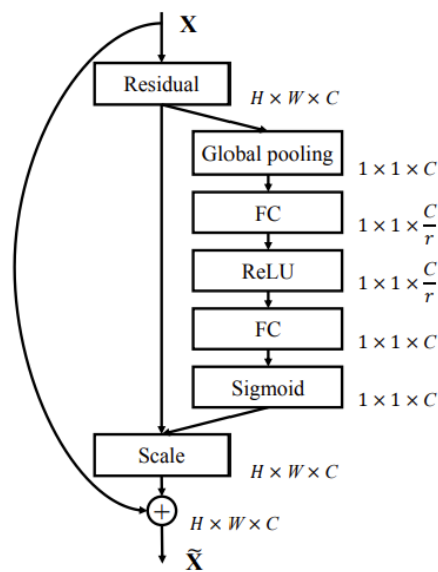 X
Residual
H × W × C
Global pooling
1 × 1 × C
FC
1 × 1 × C/r
ReLU
1 × 1 × C/r
FC
1 × 1 × C
Sigmoid
1 × 1 × C
Scale
H × W × C
+
H × W × C
X̃